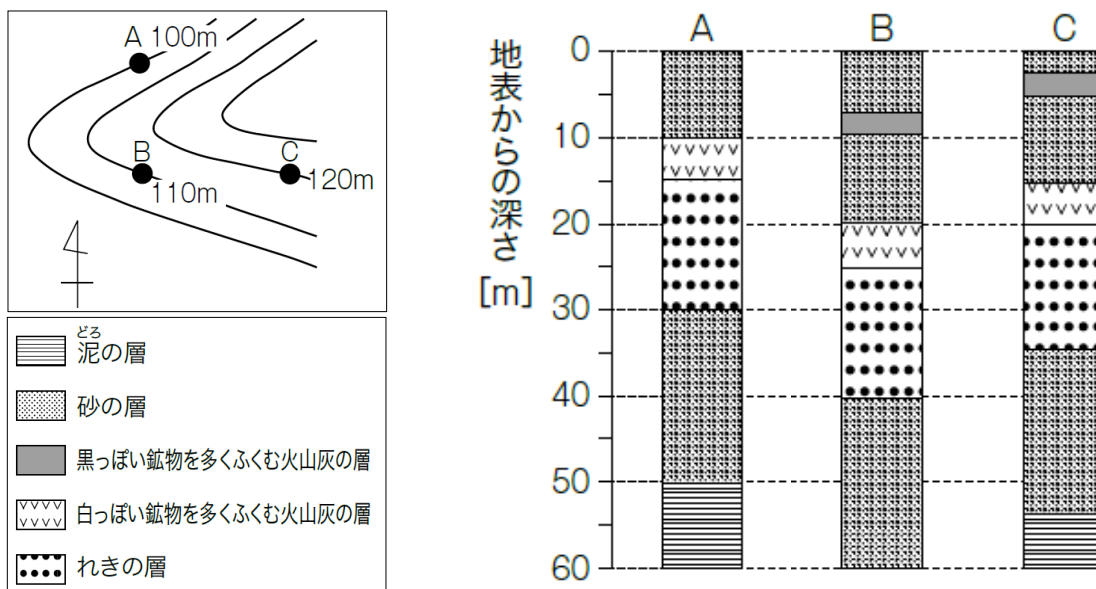 A 100m
B
110m
C
120m
どろ
泥の層
砂の層
黒っぽい鉱物を多くふくむ火山灰の層
白っぽい鉱物を多くふくむ火山灰の層
れきの層
地表からの深さ
[m]
A B C
0
10
20
30
40
50
60